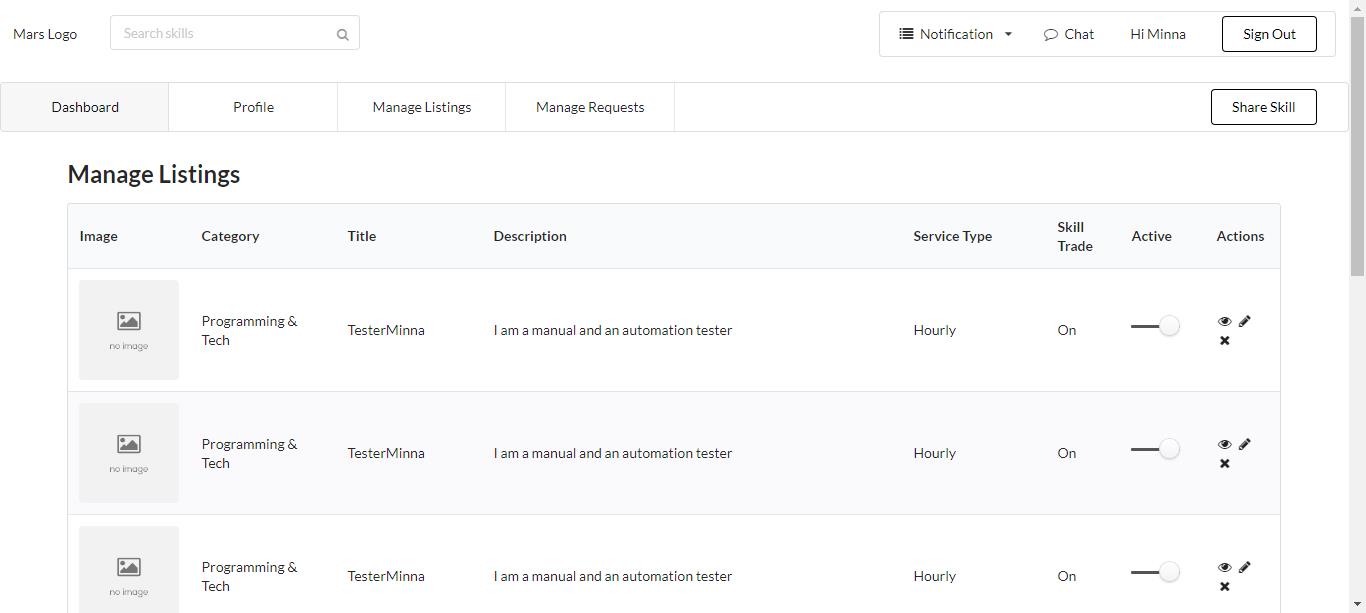 Mars Logo
Search skills
Notification
Chat
Hi Minna
Sign Out
Dashboard
Profile
Manage Listings
Manage Requests
Share Skill
Manage Listings
Image
Category
Title
Description
Service Type
Skill
Trade
Active
Actions
no image
Programming &
Tech
TesterMinna
I am a manual and an automation tester
Hourly
On
no image
Programming &
Tech
TesterMinna
I am a manual and an automation tester
Hourly
On
no image
Programming &
Tech
TesterMinna
I am a manual and an automation tester
Hourly
On